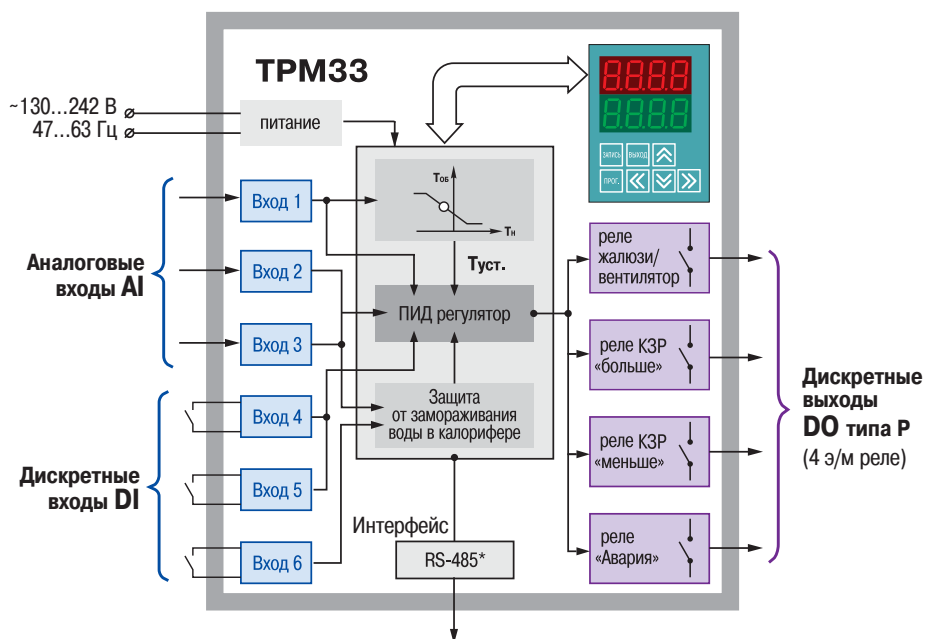 ТРМ33
~130...242 В
47...63 Гц
питание
8.8.8.8
8.8.8.8
ЗАПИСЬ
ВЫХОД
ПРОГ.
Аналоговые
входы AI
Вход 1
Вход 2
Вход 3
Дискретные
входы DI
Вход 4
Вход 5
Вход 6
Tоб
Tн
Tуст.
ПИД регулятор
Защита
от замораживания
воды в калорифере
Интерфейс
RS-485*
реле
жалюзи/
вентилятор
реле КЗР
«больше»
реле КЗР
«меньше»
реле
«Авария»
Дискретные
выходы
DO типа Р
(4 э/м реле)